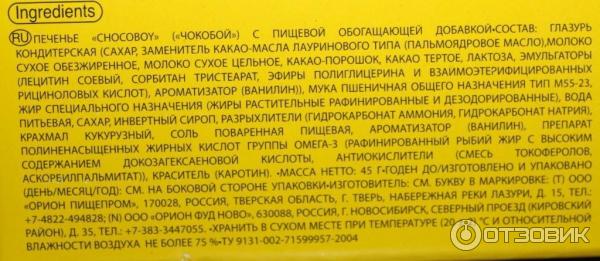 Ingredients
RU ПЕЧЕНЬЕ «CHOCOBOY» («ЧОКОБОЙ») С ПИЩЕВОЙ ОБОГАЩАЮЩЕЙ ДОБАВКОЙ•СОСТАВ: ГЛАЗУРЬ
КОНДИТЕРСКАЯ (САХАР, ЗАМЕНИТЕЛЬ КАКАО-МАСЛА ЛАУРИНОВОГО ТИПА (ПАЛЬМОЯДРОВОЕ МАСЛО),МОЛОКО
СУХОЕ ОБЕЗЖИРЕННОЕ, МОЛОКО СУХОЕ ЦЕЛЬНОЕ, КАКАО-ПОРОШОК, КАКАО ТЕРТОЕ, ЛАКТОЗА, ЭМУЛЬГАТОРЫ
(ЛЕЦИТИН СОЕВЫЙ, СОРБИТАН ТРИСТЕАРАТ, ЭФИРЫ ПОЛИГЛИЦЕРИНА И ВЗАИМОЭТЕРИФИЦИРОВАННЫХ
РИЦИНОЛОВЫХ КИСЛОТ), АРОМАТИЗАТОР (ВАНИЛИН)), МУКА ПШЕНИЧНАЯ ОБЩЕГО НАЗНАЧЕНИЯ ТИП М55-23,
ЖИР СПЕЦИАЛЬНОГО НАЗНАЧЕНИЯ (ЖИРЫ РАСТИТЕЛЬНЫЕ РАФИНИРОВАННЫЕ И ДЕЗОДОРИРОВАННЫЕ), ВОДА
ПИТЬЕВАЯ, САХАР, ИНВЕРТНЫЙ СИРОП, РАЗРЫХЛИТЕЛИ (ГИДРОКАРБОНАТ АММОНИЯ, ГИДРОКАРБОНАТ НАТРИЯ),
КРАХМАЛ КУКУРУЗНЫЙ, СОЛЬ ПОВАРЕННАЯ ПИЩЕВАЯ, АРОМАТИЗАТОР (ВАНИЛИН), ПРЕПАРАТ
ПОЛИНЕНАСЫЩЕННЫХ ЖИРНЫХ КИСЛОТ ГРУППЫ ОМЕГА-3 (РАФИНИРОВАННЫЙ РЫБИЙ ЖИР С ВЫСОКИМ
СОДЕРЖАНИЕМ ДОКОЗАГЕКСАЕНОВОЙ КИСЛОТЫ, АНТИОКИСЛИТЕЛИ (СМЕСЬ ТОКОФЕРОЛОВ,
АСКОРБИЛПАЛЬМИТАТ)), КРАСИТЕЛЬ (КАРОТИН). •МАССА НЕТТО: 45 Г•ГОДЕН ДО/ИЗГОТОВЛЕНО И УПАКОВАНО
(ДЕНЬ/МЕСЯЦ/ГОД): СМ. НА БОКОВОЙ СТОРОНЕ УПАКОВКИ•ИЗГОТОВИТЕЛЬ: СМ. БУКВУ В МАРКИРОВКЕ: (Т) ООО
«ОРИОН ПИЩЕПРОМ», 170028, РОССИЯ, ТВЕРСКАЯ ОБЛАСТЬ, Г. ТВЕРЬ, НАБЕРЕЖНАЯ РЕКИ ЛАЗУРИ, Д. 15, ТЕЛ.:
+7-4822-494828; (N) ООО «ОРИОН ФУД НОВО», 630088, РОССИЯ, Г. НОВОСИБИРСК, СЕВЕРНЫЙ ПРОЕЗД (КИРОВСКИЙ
РАЙОН), Д. 35, ТЕЛ.: +7-383-3447055. •ХРАНИТЬ В СУХОМ МЕСТЕ ПРИ ТЕМПЕРАТУРЕ (20- °С И ОТНОСИТЕЛЬНОЙ
ВЛАЖНОСТИ ВОЗДУХА НЕ БОЛЕЕ 75 %•ТУ 9131-002-71599957-2004
ОТЗОВИК